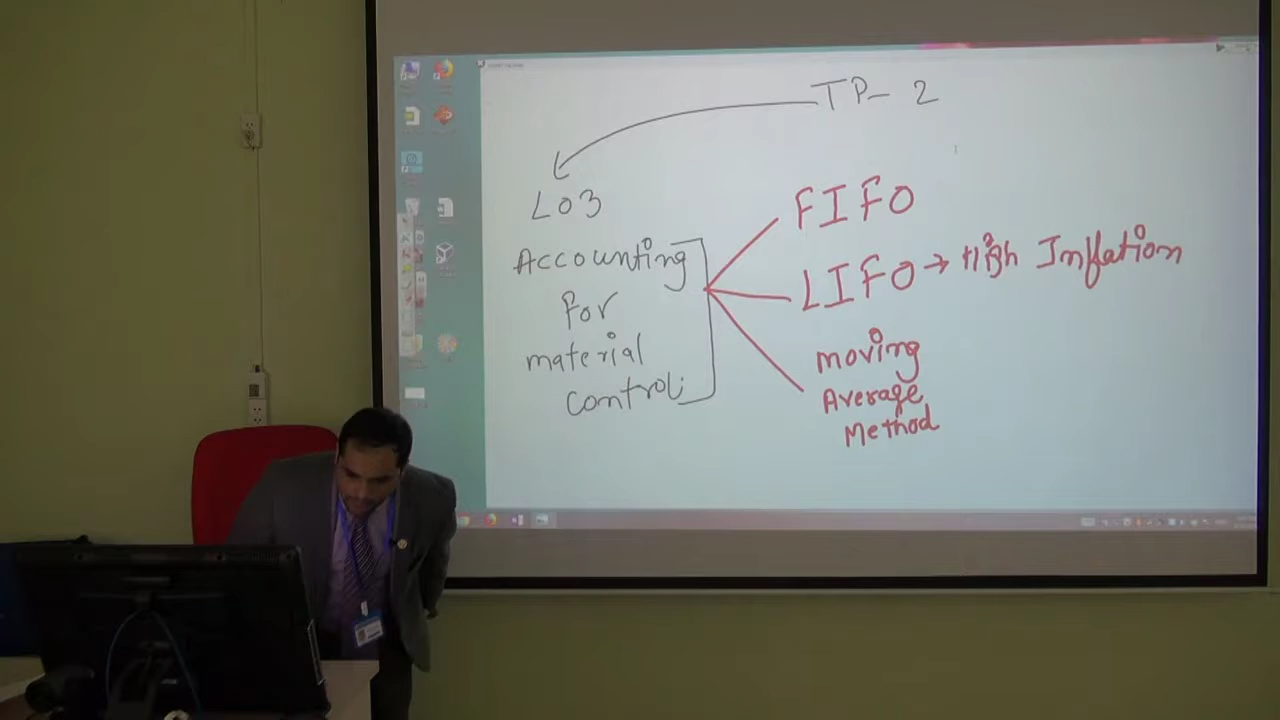 TP- 2
LO3
Accounting
for
material
control
FIFO
LIFO → High Inflation
moving
Average
Method